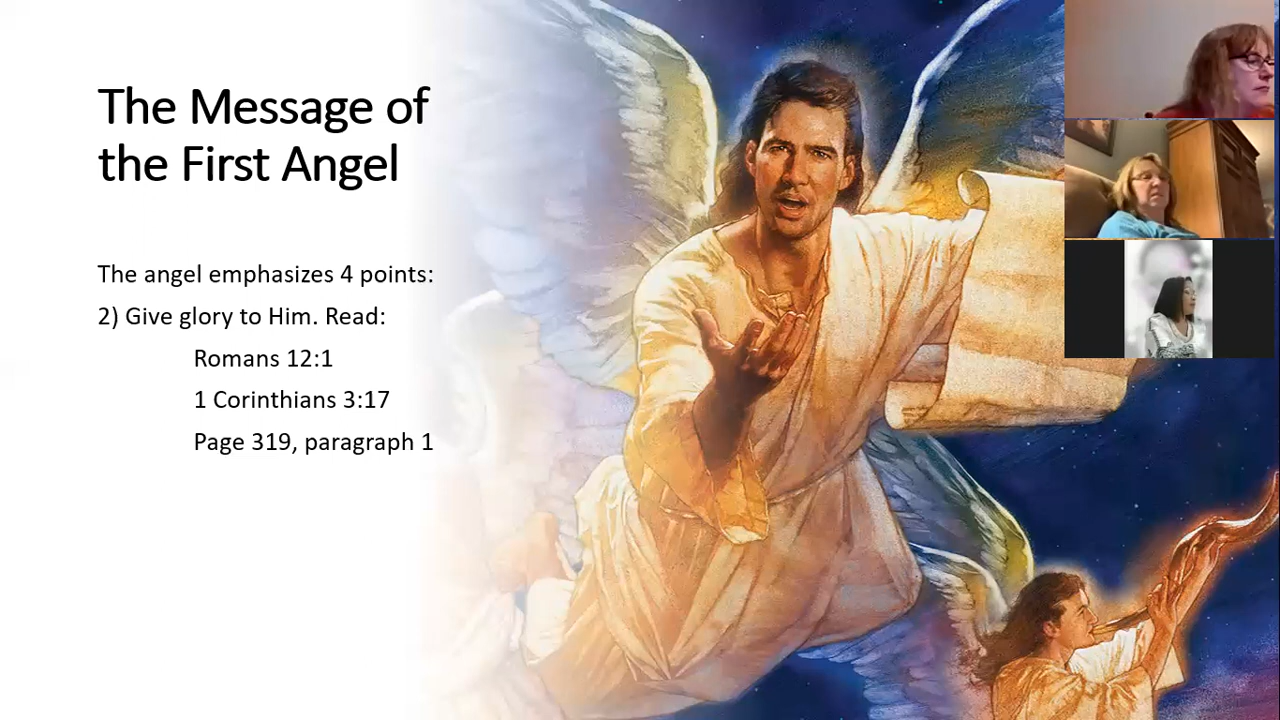 The Message of
the First Angel
The angel emphasizes 4 points:
2) Give glory to Him. Read:
Romans 12:1
1 Corinthians 3:17
Page 319, paragraph 1